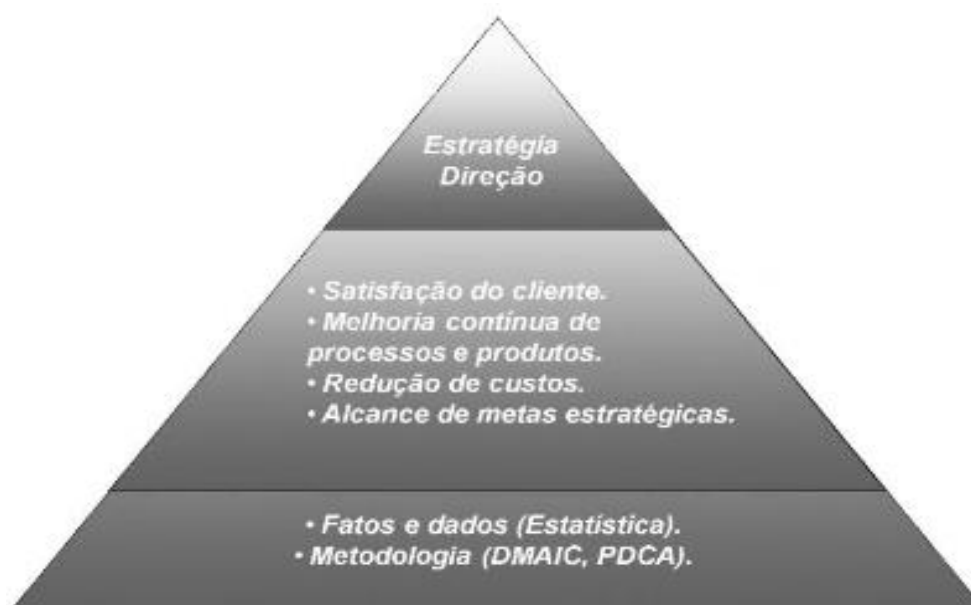 Estratégia
Direção
• Satisfação do cliente.
• Melhoria contínua de
processos e produtos.
• Redução de custos.
• Alcance de metas estratégicas.
• Fatos e dados (Estatística).
• Metodologia (DMAIC, PDCA).